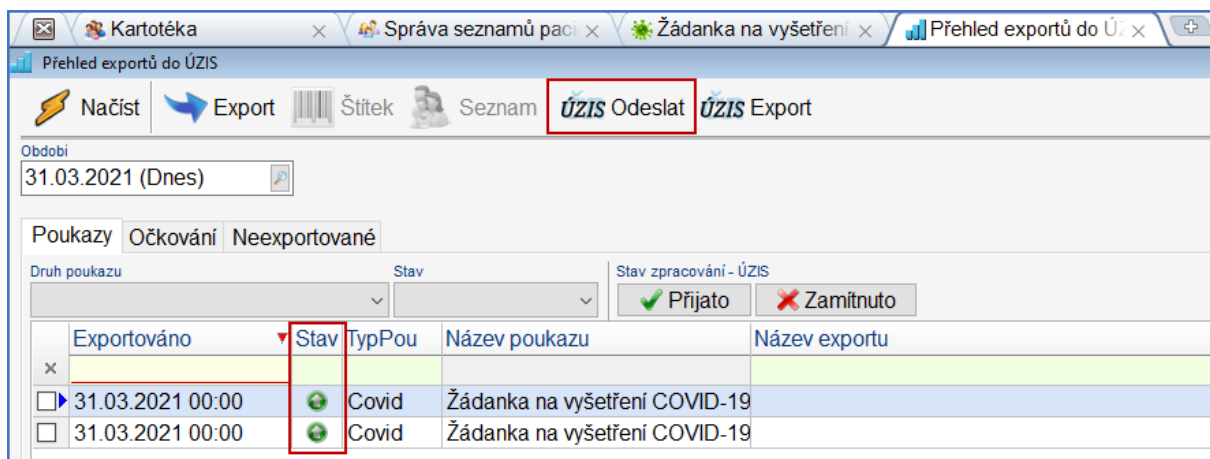 Kartotéka Správa seznamů paci Žádanka na vyšetření Přehled exportů do ÚZ
Přehled exportů do ÚZIS
Načíst Export Štítek Seznam ÚZIS Odeslat ÚZIS Export
Období
31.03.2021 (Dnes)
Poukazy Očkování Neexportované
Druh poukazu Stav Stav zpracování - ÚZIS
Přijato Zamítnuto
Exportováno Stav TypPou Název poukazu Název exportu
31.03.2021 00:00 Covid Žádanka na vyšetření COVID-19
31.03.2021 00:00 Covid Žádanka na vyšetření COVID-19